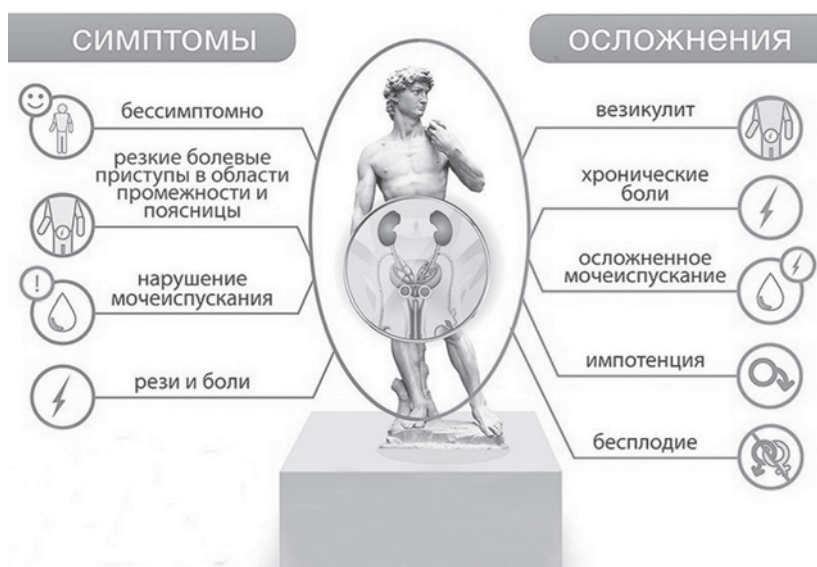 СИМПТОМЫ
бессимптомно
резкие болевые
приступы в области
промежности и
поясницы
нарушение
мочеиспускания
рези и боли
ОСЛОЖНЕНИЯ
везикулит
хронические
боли
осложненное
мочеиспускание
импотенция
бесплодие